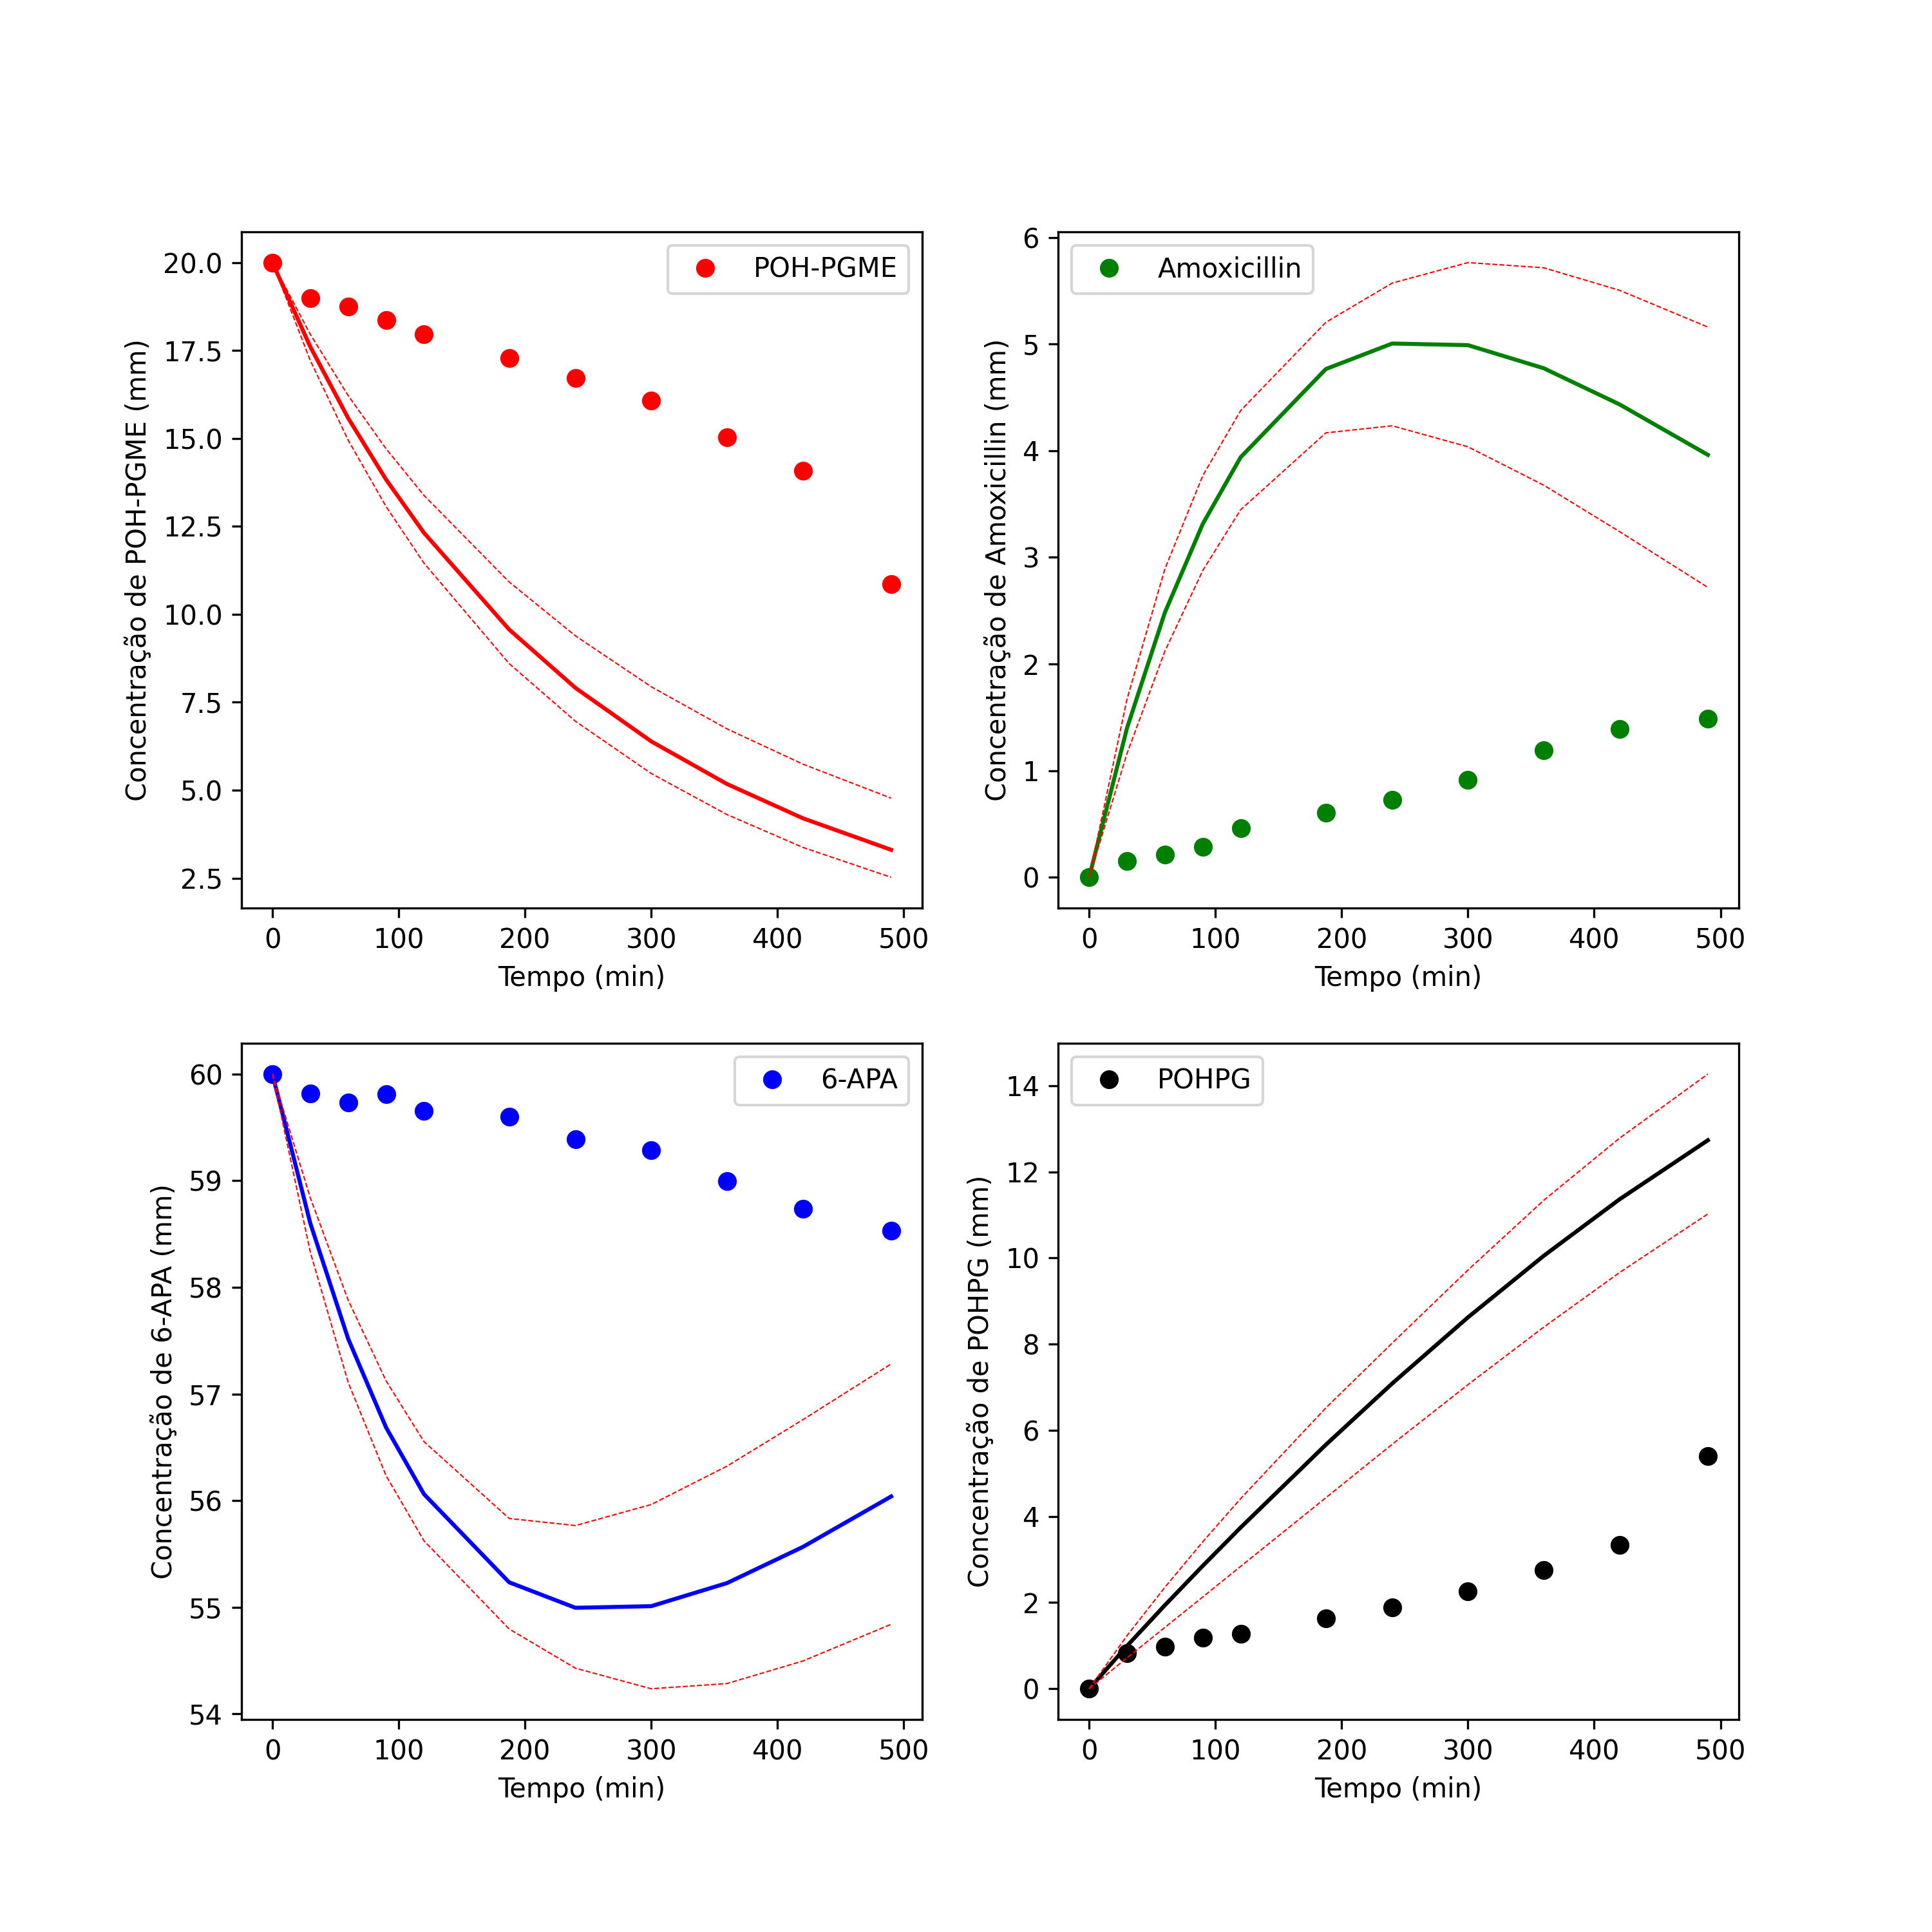 POH-PGME
20.0
17.5
15.0
12.5
10.0
7.5
5.0
2.5
Concentração de POH-PGME (mm)
0 100 200 300 400 500
Tempo (min)
Amoxicillin
6
5
4
3
2
1
0
Concentração de Amoxicillin (mm)
0 100 200 300 400 500
Tempo (min)
6-APA
60
59
58
57
56
55
54
Concentração de 6-APA (mm)
0 100 200 300 400 500
Tempo (min)
POHPG
14
12
10
8
6
4
2
0
Concentração de POHPG (mm)
0 100 200 300 400 500
Tempo (min)